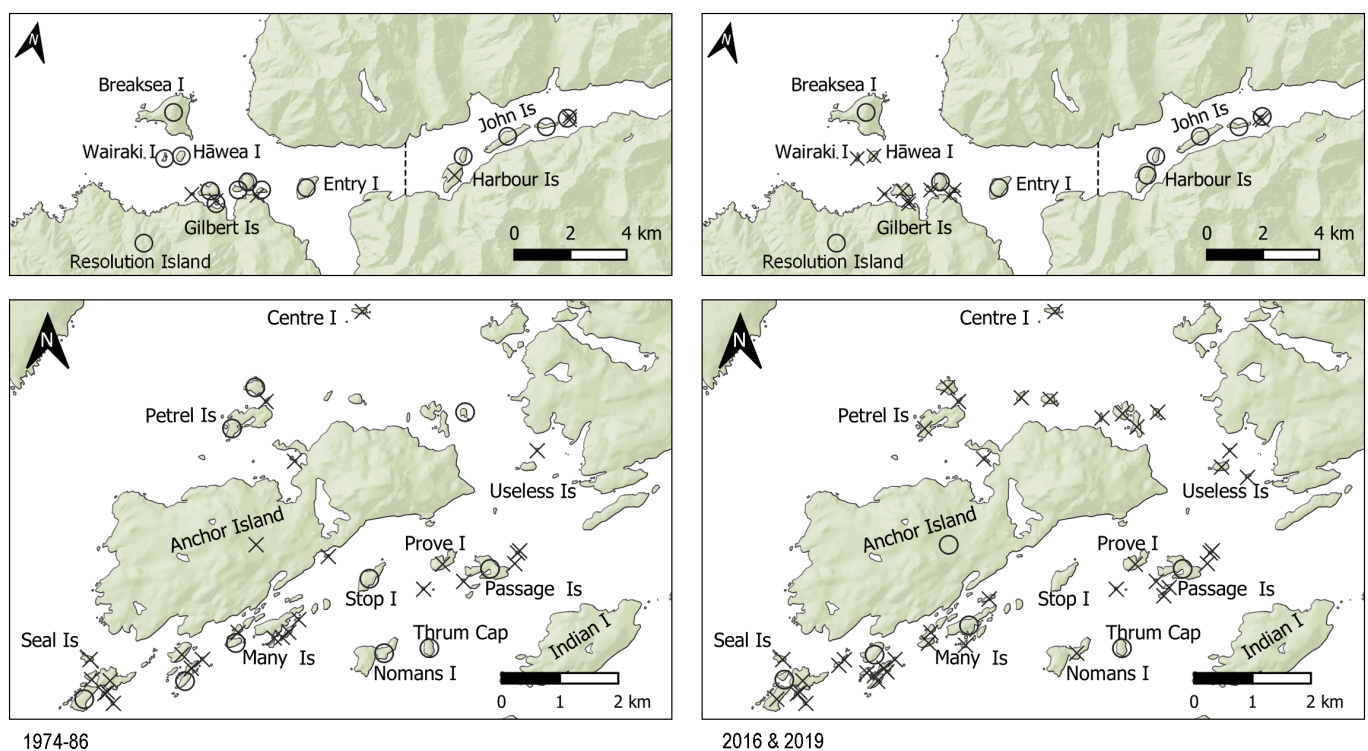 N
Breaksea I
Wairaki I
Hāwea I
John Is
Harbour Is
Entry I
Gilbert Is
Resolution Island
0 2 4 km
N
Breaksea I
Wairaki I
Hāwea I
John Is
Harbour Is
Entry I
Gilbert Is
Resolution Island
0 2 4 km
N
Centre I
Petrel Is
Useless Is
Anchor Island
Prove I
Passage Is
Stop I
Thrum Cap
Indian I
Seal Is
Many Is
Nomans I
0 1 2 km
N
Centre I
Petrel Is
Useless Is
Anchor Island
Prove I
Passage Is
Stop I
Thrum Cap
Indian I
Seal Is
Many Is
Nomans I
0 1 2 km
1974-86
2016 & 2019